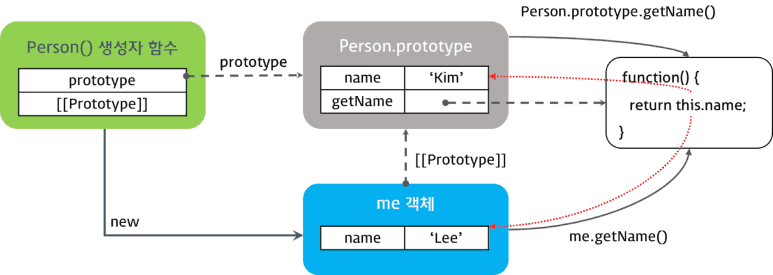 Person.prototype.getName()
Person() 생성자 함수
prototype
[[Prototype]]
prototype
Person.prototype
name ‘Kim’
getName
function() {
return this.name;
}
[[Prototype]]
new
me 객체
name ‘Lee’
me.getName()